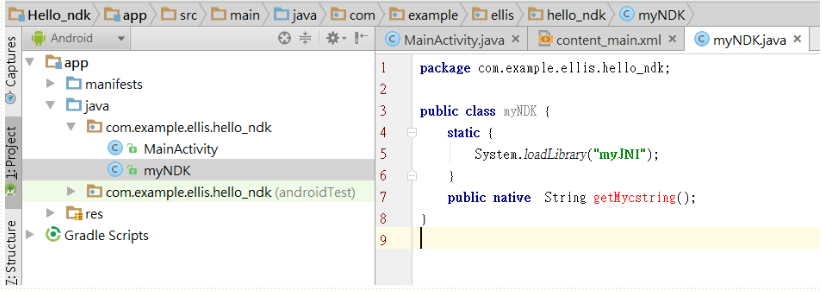 Hello_ndk app src main java com example ellis hello_ndk myNDK
Android
MainActivity.java content_main.xml myNDK.java
Captures
1: Project
Z: Structure
app
manifests
java
com.example.ellis.hello_ndk
MainActivity
myNDK
com.example.ellis.hello_ndk (androidTest)
res
Gradle Scripts
1 package com.example.ellis.hello_ndk;
2
3 public class myNDK {
4 static {
5 System.loadLibrary("myJNI");
6 }
7 public native String getMycstring();
8 }
9